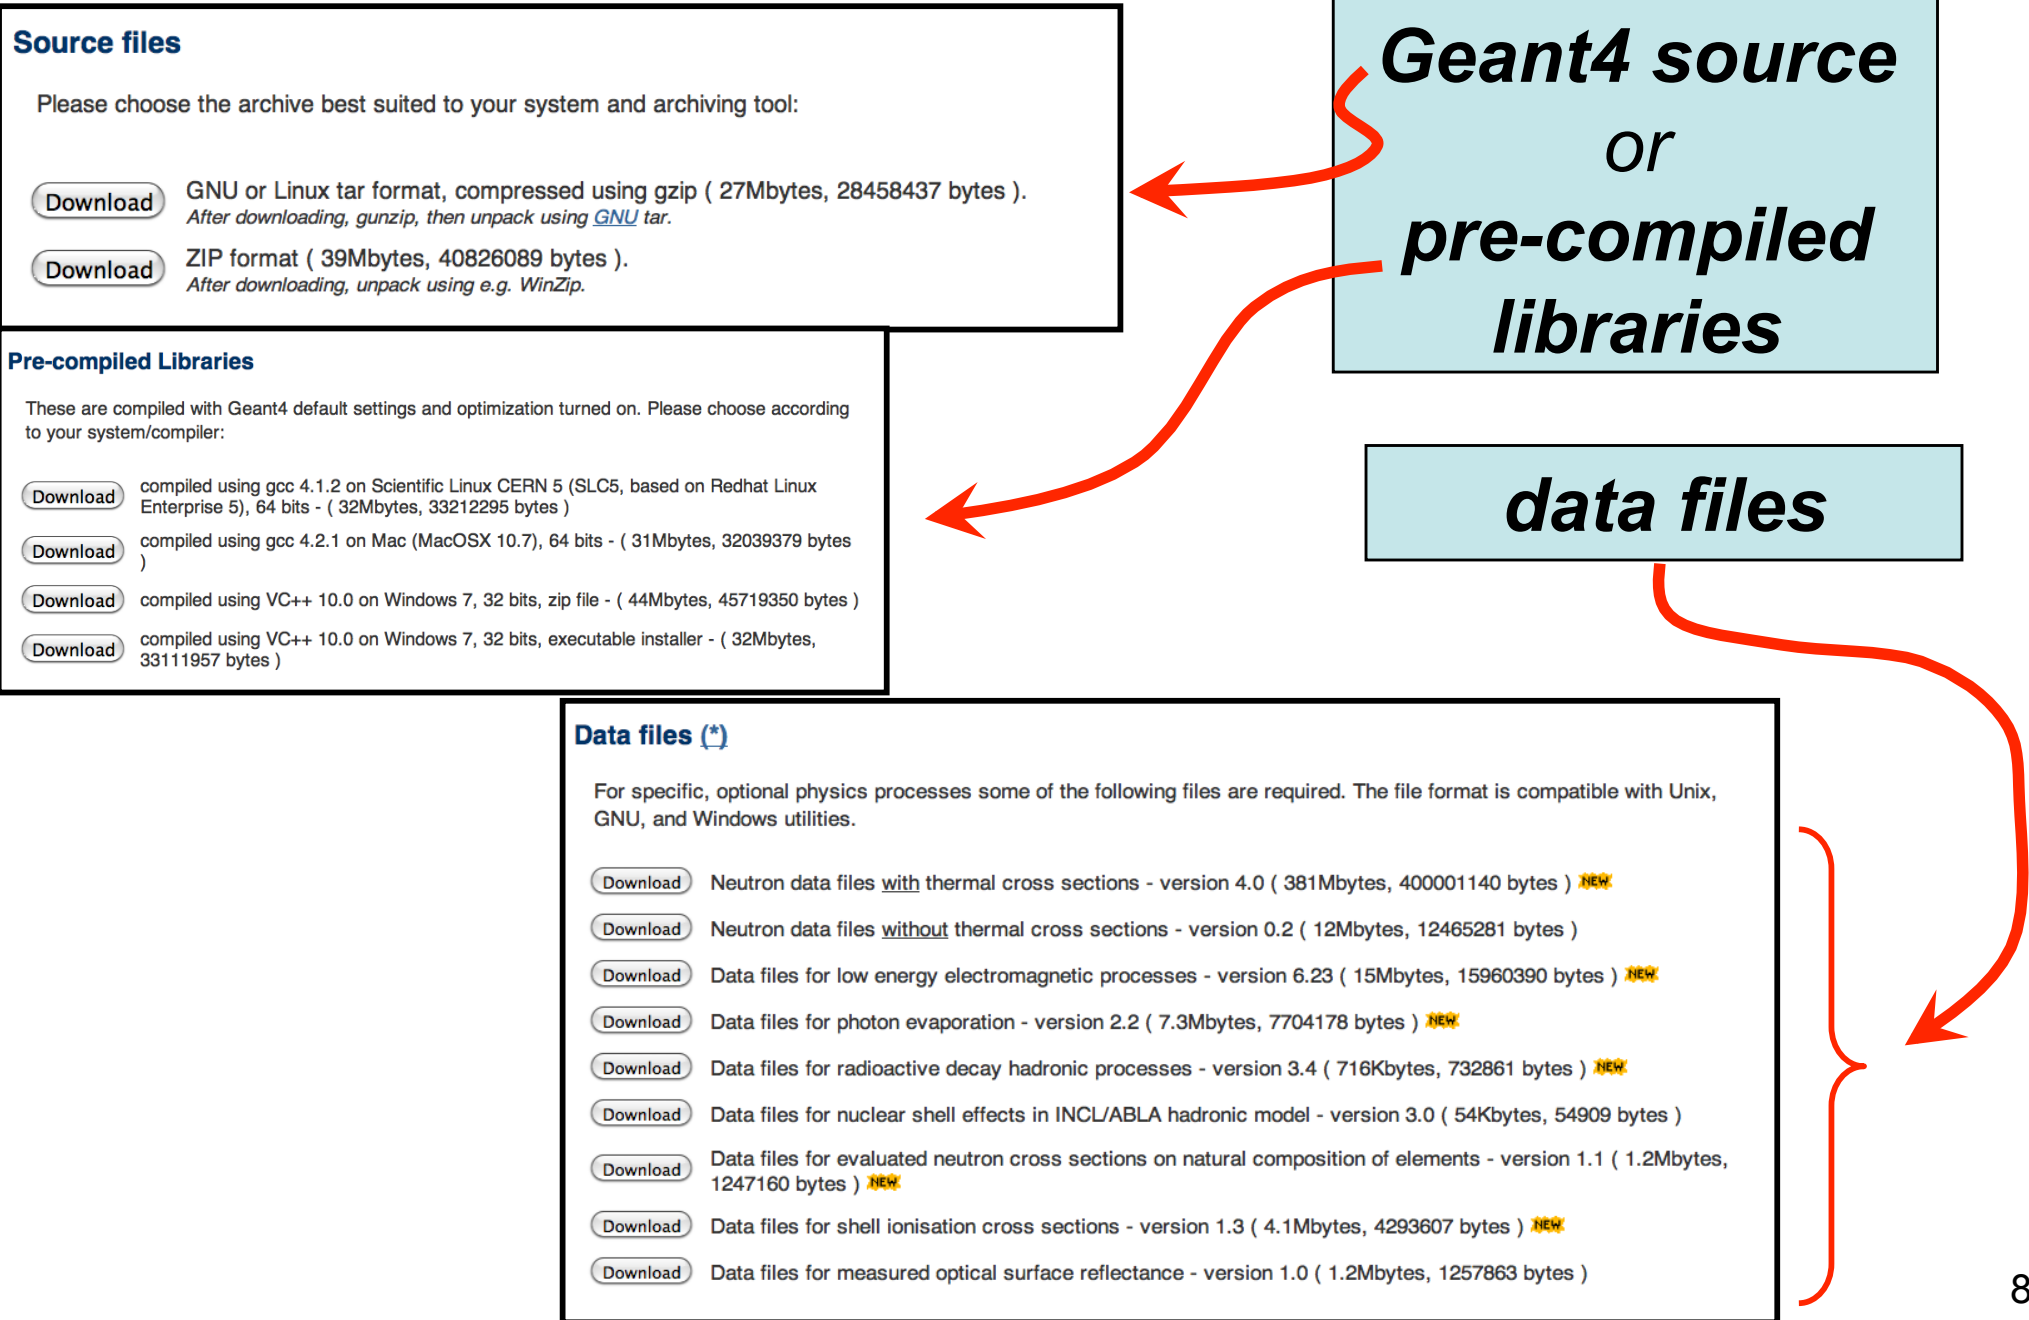 Source files
Please choose the archive best suited to your system and archiving tool:
Download GNU or Linux tar format, compressed using gzip ( 27Mbytes, 28458437 bytes ).
After downloading, gunzip, then unpack using GNU tar.
Download ZIP format ( 39Mbytes, 40826089 bytes ).
After downloading, unpack using e.g. WinZip.
Geant4 source
or
pre-compiled
libraries
Pre-compiled Libraries
These are compiled with Geant4 default settings and optimization turned on. Please choose according
to your system/compiler:
Download compiled using gcc 4.1.2 on Scientific Linux CERN 5 (SLC5, based on Redhat Linux
Enterprise 5), 64 bits - ( 32Mbytes, 33212295 bytes )
Download compiled using gcc 4.2.1 on Mac (MacOSX 10.7), 64 bits - ( 31Mbytes, 32039379 bytes
)
Download compiled using VC++ 10.0 on Windows 7, 32 bits, zip file - ( 44Mbytes, 45719350 bytes )
Download compiled using VC++ 10.0 on Windows 7, 32 bits, executable installer - ( 32Mbytes,
33111957 bytes )
data files
Data files (*)
For specific, optional physics processes some of the following files are required. The file format is compatible with Unix,
GNU, and Windows utilities.
Download Neutron data files with thermal cross sections - version 4.0 ( 381Mbytes, 400001140 bytes ) NEW
Download Neutron data files without thermal cross sections - version 0.2 ( 12Mbytes, 12465281 bytes )
Download Data files for low energy electromagnetic processes - version 6.23 ( 15Mbytes, 15960390 bytes ) NEW
Download Data files for photon evaporation - version 2.2 ( 7.3Mbytes, 7704178 bytes ) NEW
Download Data files for radioactive decay hadronic processes - version 3.4 ( 716Kbytes, 732861 bytes ) NEW
Download Data files for nuclear shell effects in INCL/ABLA hadronic model - version 3.0 ( 54Kbytes, 54909 bytes )
Download Data files for evaluated neutron cross sections on natural composition of elements - version 1.1 ( 1.2Mbytes,
1247160 bytes ) NEW
Download Data files for shell ionisation cross sections - version 1.3 ( 4.1Mbytes, 4293607 bytes ) NEW
Download Data files for measured optical surface reflectance - version 1.0 ( 1.2Mbytes, 1257863 bytes )
8